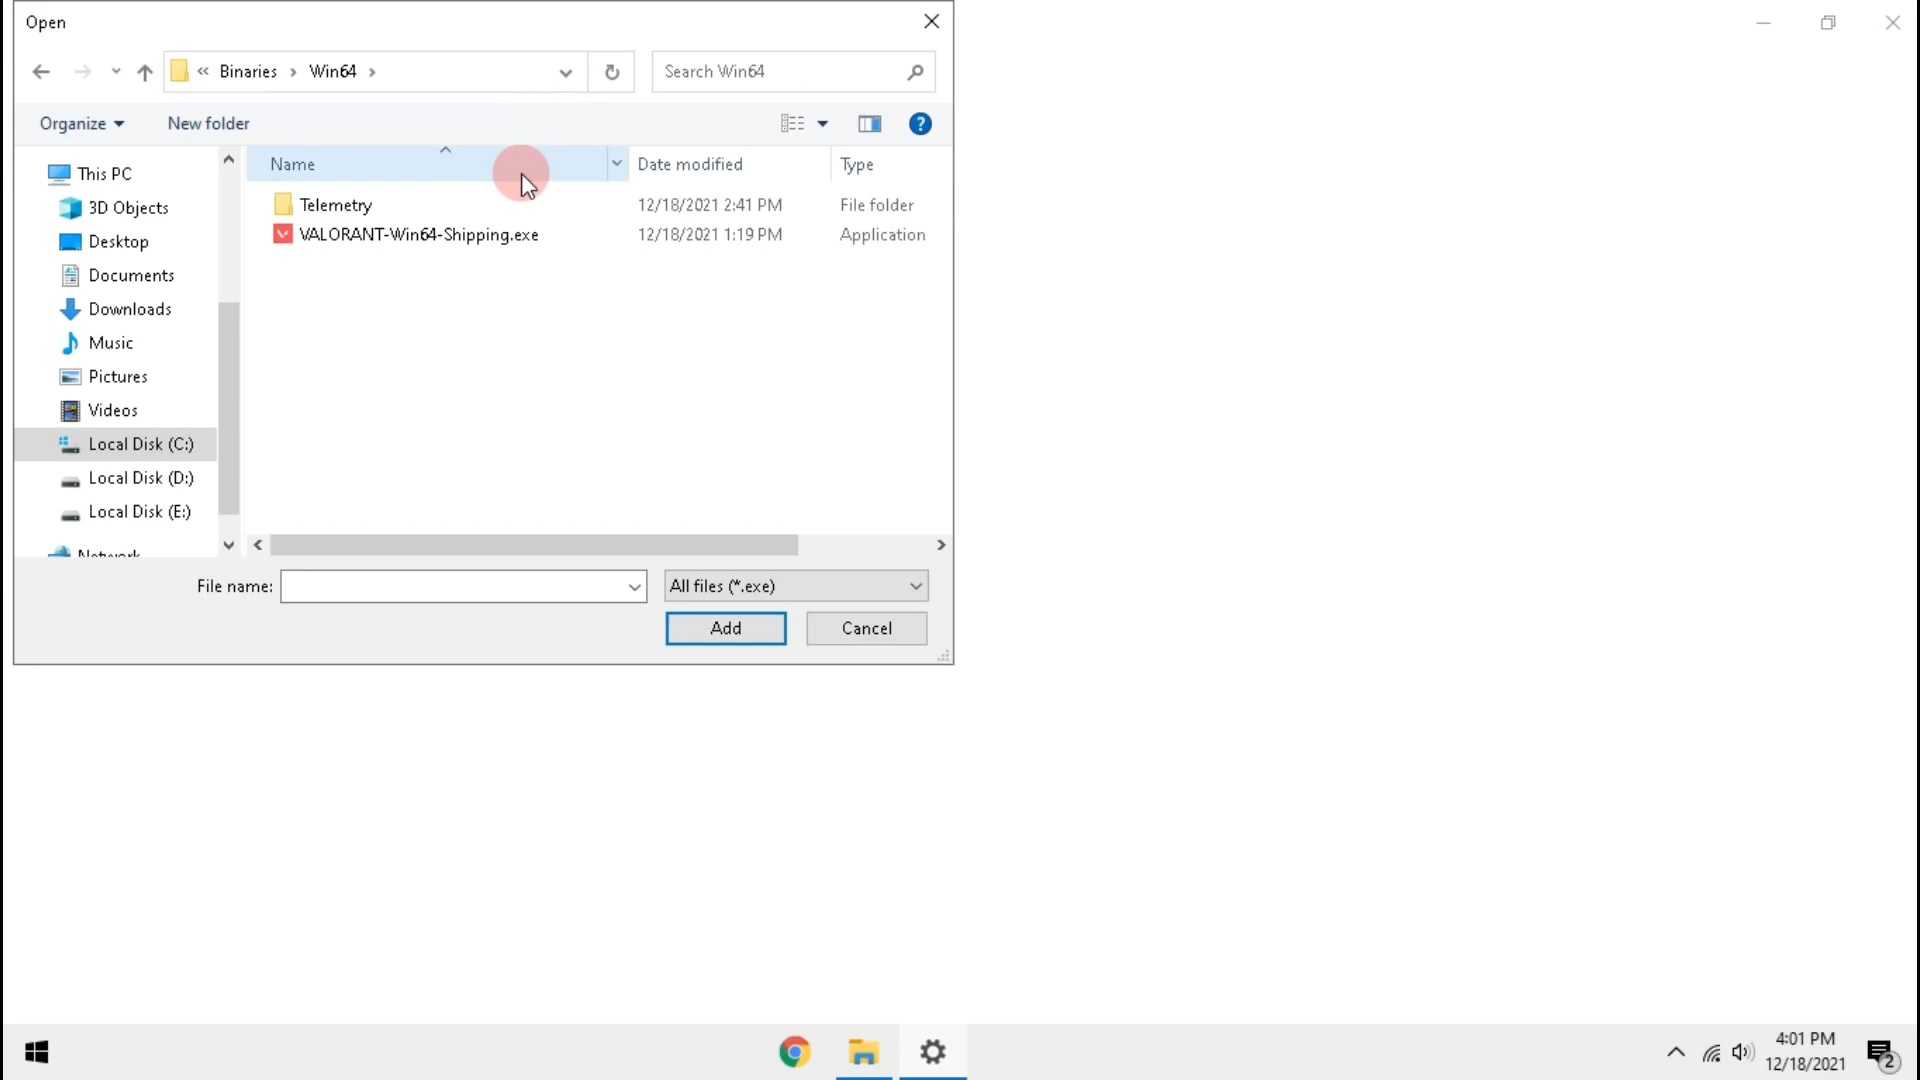 Open
« Binaries › Win64 ›
Search Win64
Organize
New folder
?
Name
Date modified
Type
This PC
3D Objects
Desktop
Documents
Downloads
Music
Pictures
Videos
Local Disk (C:)
Local Disk (D:)
Local Disk (E:)
Network
Telemetry 12/18/2021 2:41 PM File folder
VALORANT-Win64-Shipping.exe 12/18/2021 1:19 PM Application
File name:
All files (*.exe)
Add
Cancel
4:01 PM
12/18/2021
2